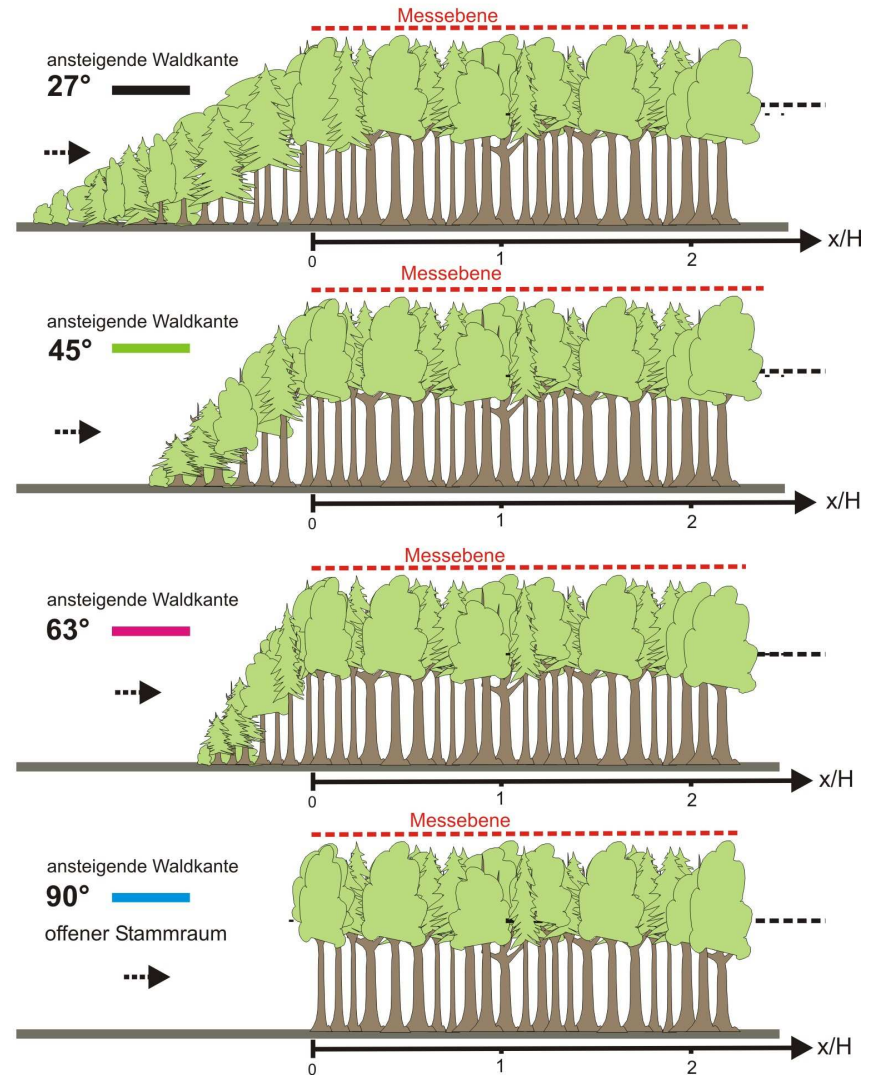 Messebene
ansteigende Waldkante
27°
x/H
0 1 2
Messebene
ansteigende Waldkante
45°
x/H
0 1 2
Messebene
ansteigende Waldkante
63°
x/H
0 1 2
Messebene
ansteigende Waldkante
90°
offener Stammraum
x/H
0 1 2